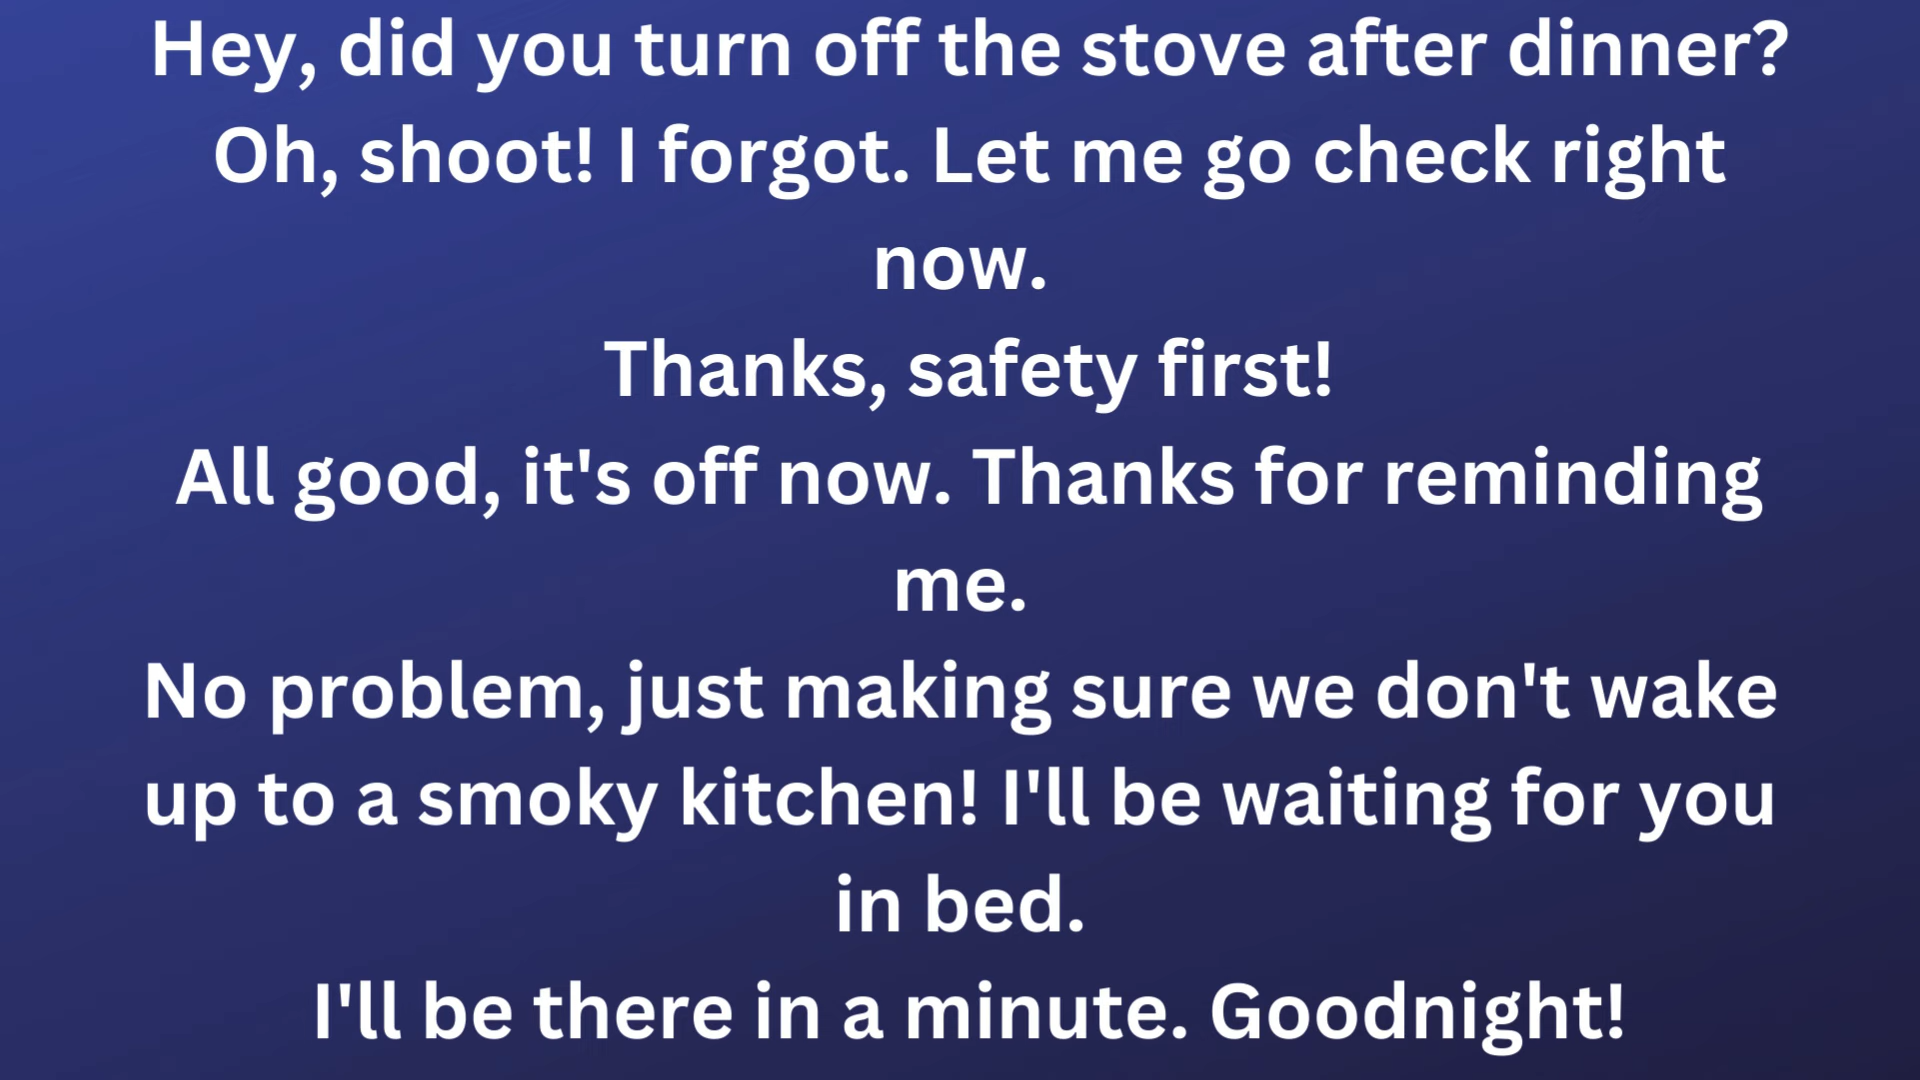 Hey, did you turn off the stove after dinner?
Oh, shoot! I forgot. Let me go check right
now.
Thanks, safety first!
All good, it's off now. Thanks for reminding
me.
No problem, just making sure we don't wake
up to a smoky kitchen! I'll be waiting for you
in bed.
I'll be there in a minute. Goodnight!